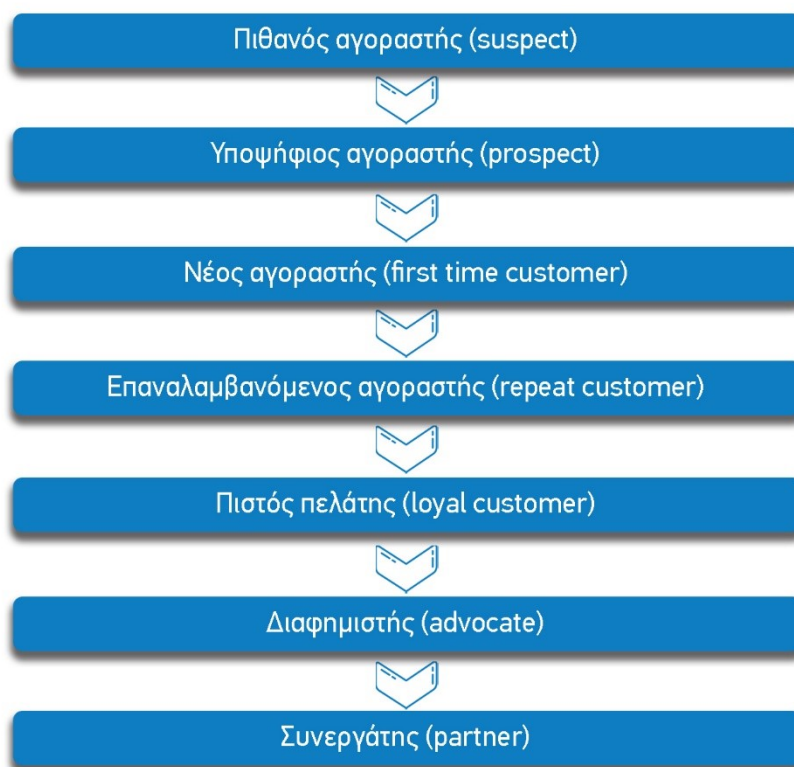 Πιθανός αγοραστής (suspect)
Υποψήφιος αγοραστής (prospect)
Νέος αγοραστής (first time customer)
Επαναλαμβανόμενος αγοραστής (repeat customer)
Πιστός πελάτης (loyal customer)
Διαφημιστής (advocate)
Συνεργάτης (partner)